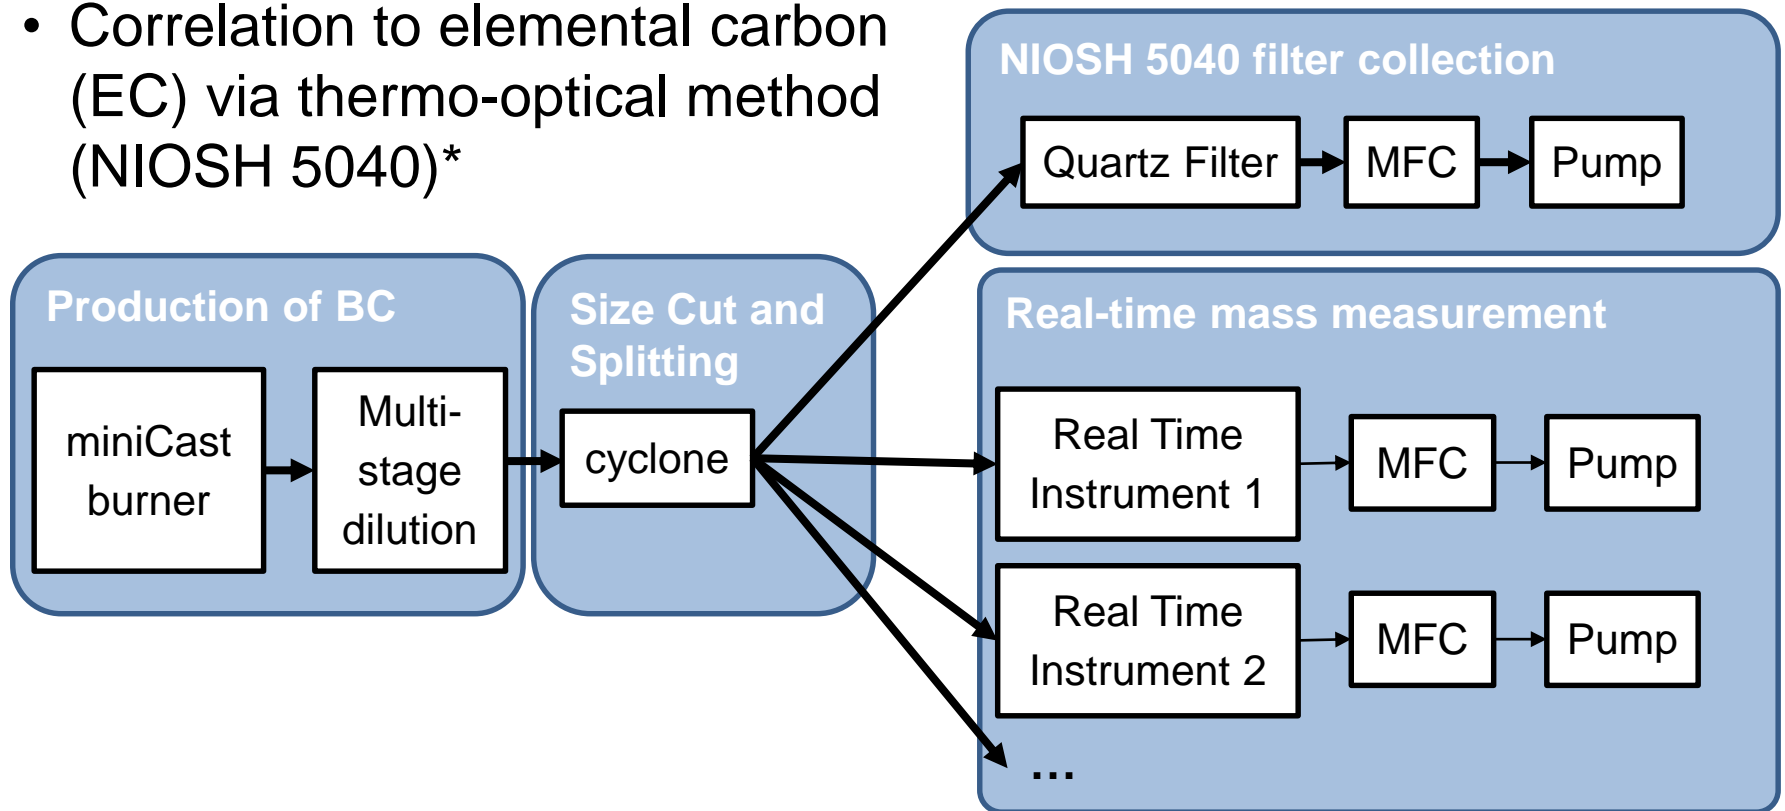 • Correlation to elemental carbon
(EC) via thermo-optical method
(NIOSH 5040)*
NIOSH 5040 filter collection
Quartz Filter
MFC
Pump
Production of BC
miniCast
burner
Multi-
stage
dilution
Size Cut and
Splitting
cyclone
Real-time mass measurement
Real Time
Instrument 1
MFC
Pump
Real Time
Instrument 2
MFC
Pump
...